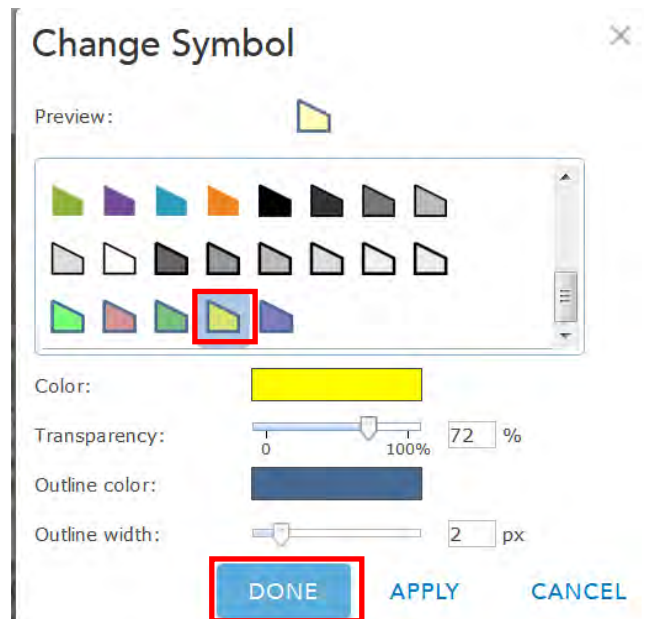 Change Symbol
Preview:
Color:
Transparency: 72 %
0 100%
Outline color:
Outline width: 2 px
DONE APPLY CANCEL